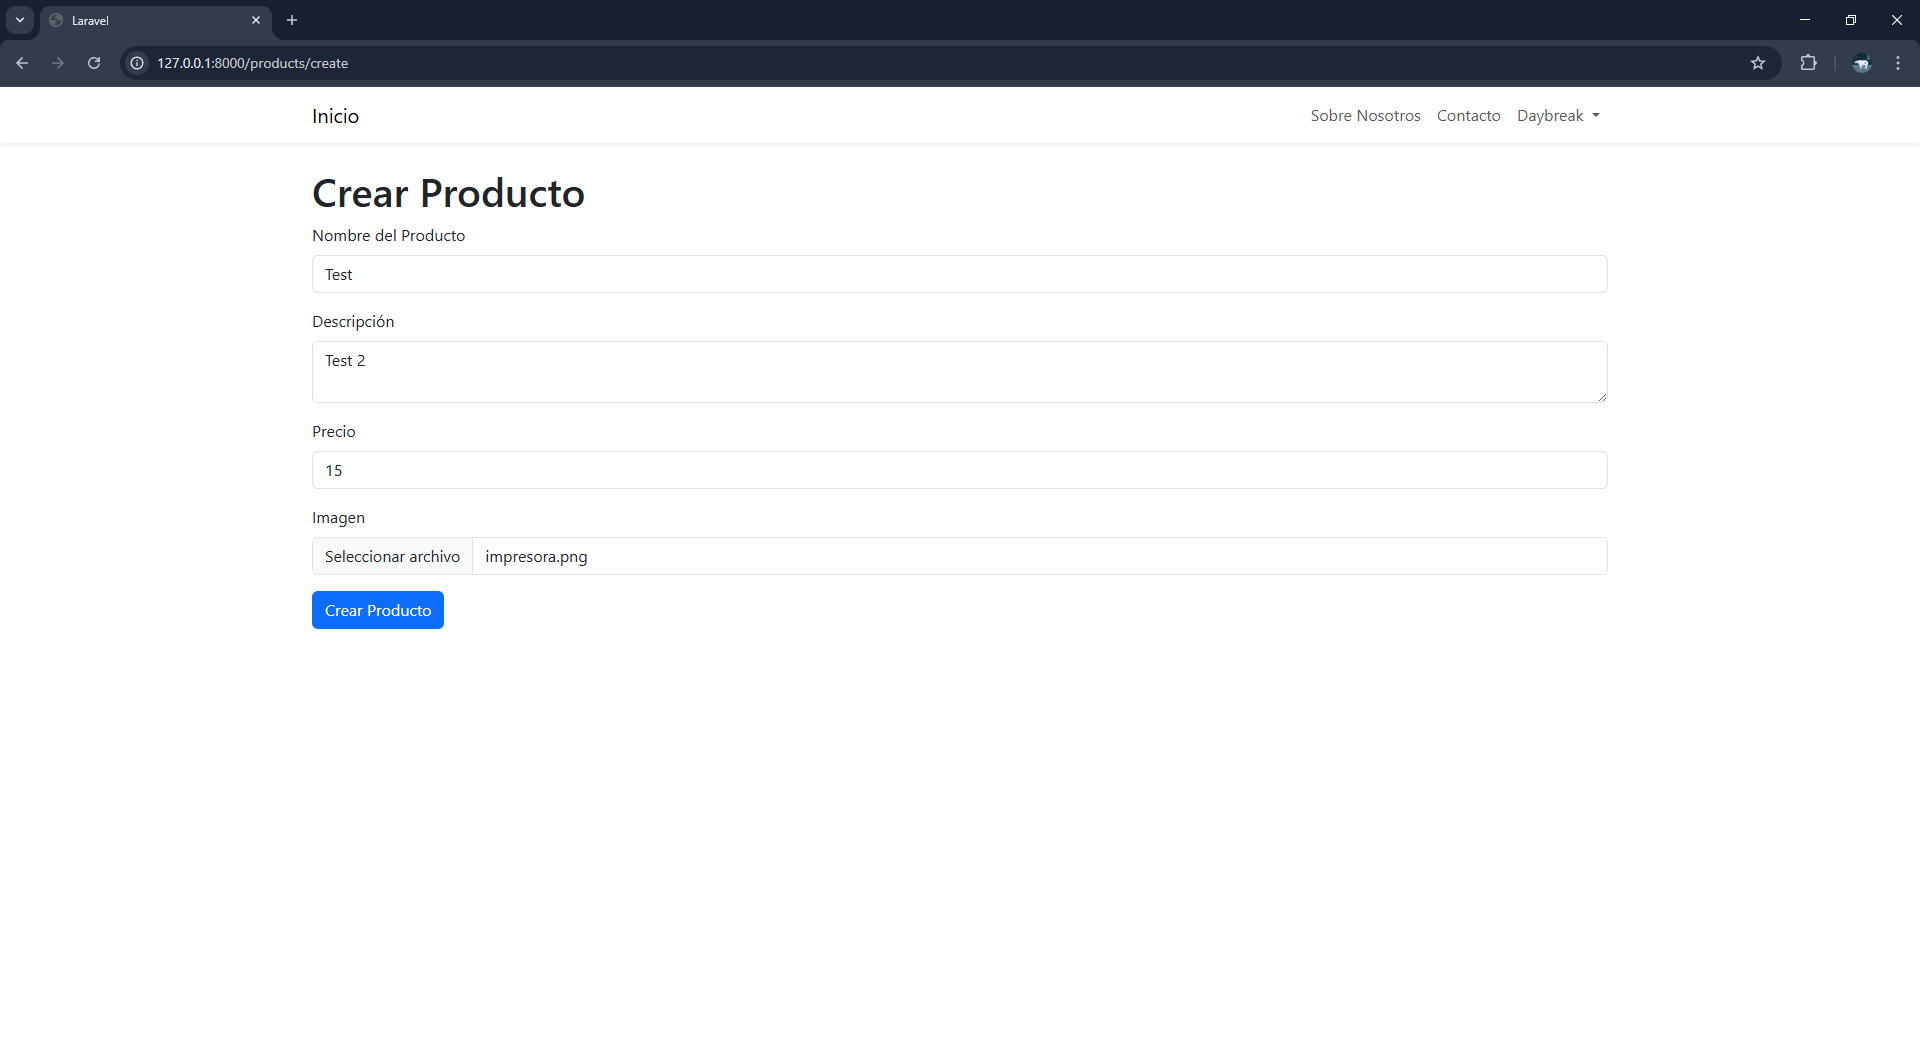 Laravel
127.0.0.1:8000/products/create
Inicio
Sobre Nosotros Contacto Daybreak
Crear Producto
Nombre del Producto
Test
Descripción
Test 2
Precio
15
Imagen
Seleccionar archivo impresora.png
Crear Producto